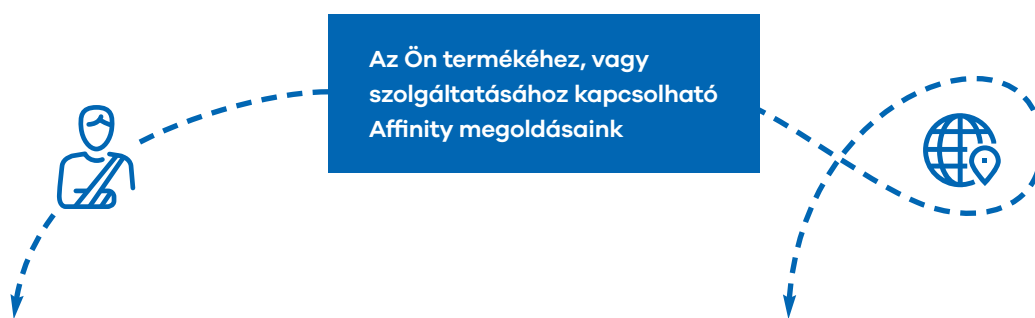 Az Ön termékéhez, vagy
szolgáltatásához kapcsolható
Affinity megoldásaink